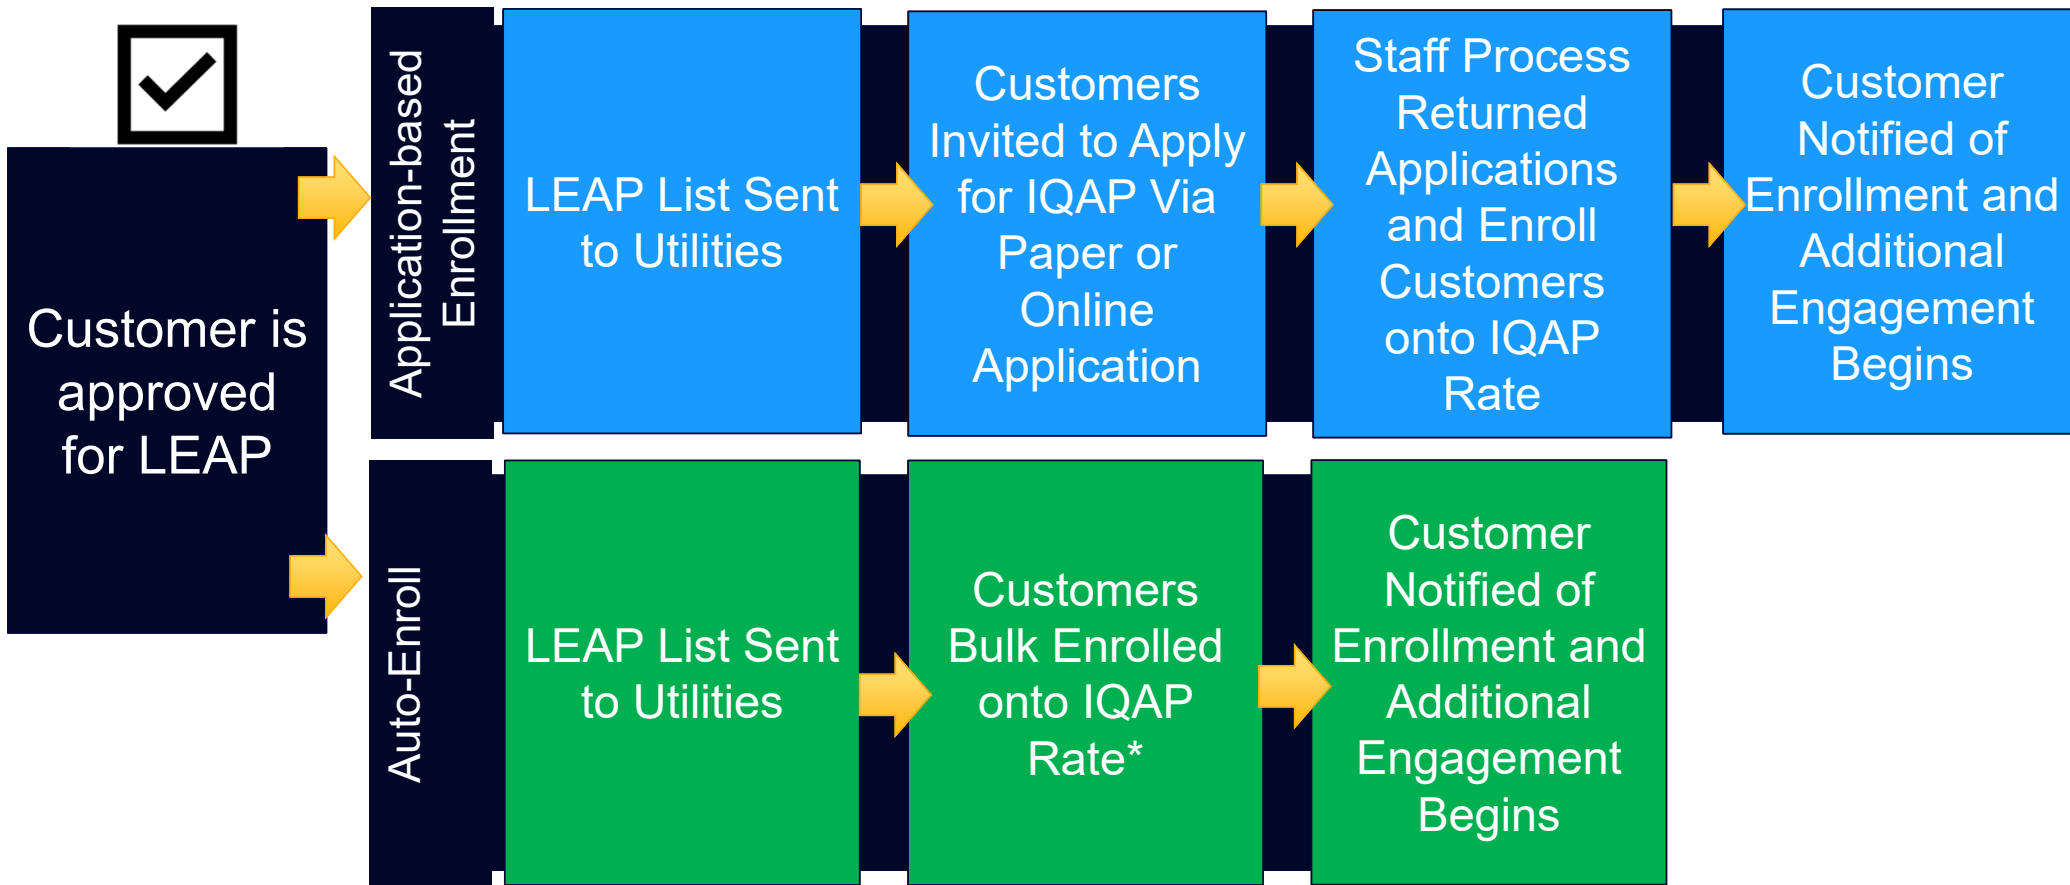 Customer is
approved
for LEAP
Application-based
Enrollment
LEAP List Sent
to Utilities
Customers
Invited to Apply
for IQAP Via
Paper or
Online
Application
Staff Process
Returned
Applications
and Enroll
Customers
onto IQAP
Rate
Customer
Notified of
Enrollment and
Additional
Engagement
Begins
Auto-Enroll
LEAP List Sent
to Utilities
Customers
Bulk Enrolled
onto IQAP
Rate*
Customer
Notified of
Enrollment and
Additional
Engagement
Begins